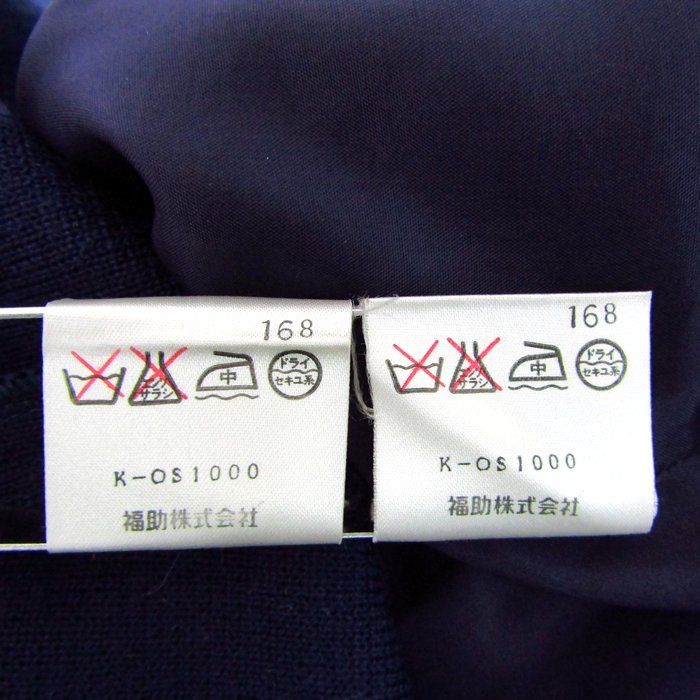 168
エンソ
サラシ
中
ドライ
セキユ系
K-OS1000
福助株式会社
168
エンソ
サラシ
中
ドライ
セキユ系
K-OS1000
福助株式会社